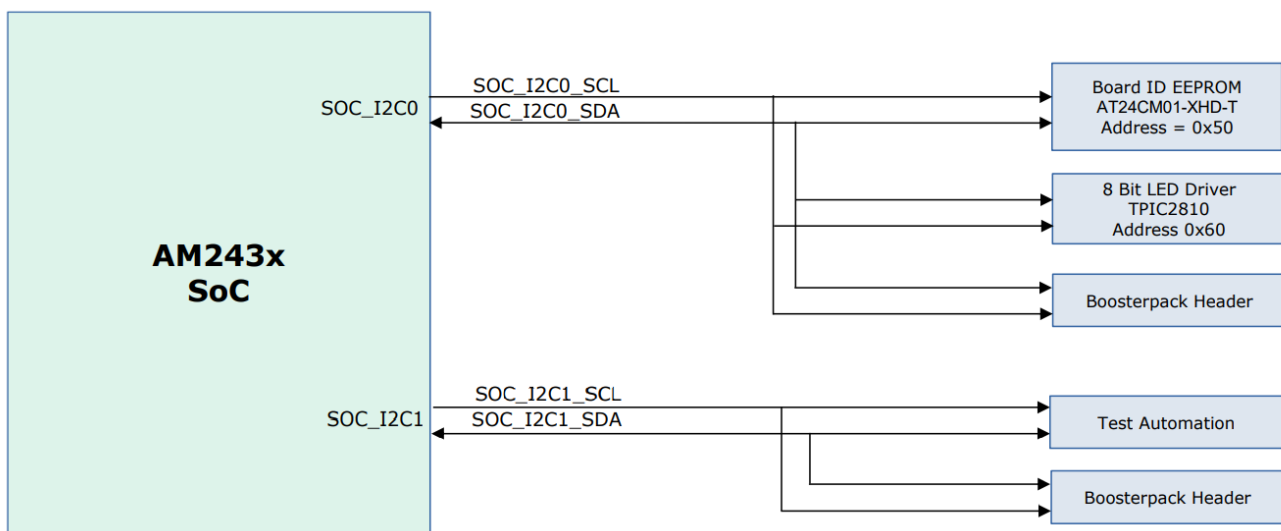 SOC_I2C0_SCL
SOC_I2C0
SOC_I2C0_SDA
Board ID EEPROM
AT24CM01-XHD-T
Address = 0x50
8 Bit LED Driver
TPIC2810
Address 0x60
AM243x
SoC
Boosterpack Header
SOC_I2C1_SCL
SOC_I2C1
SOC_I2C1_SDA
Test Automation
Boosterpack Header